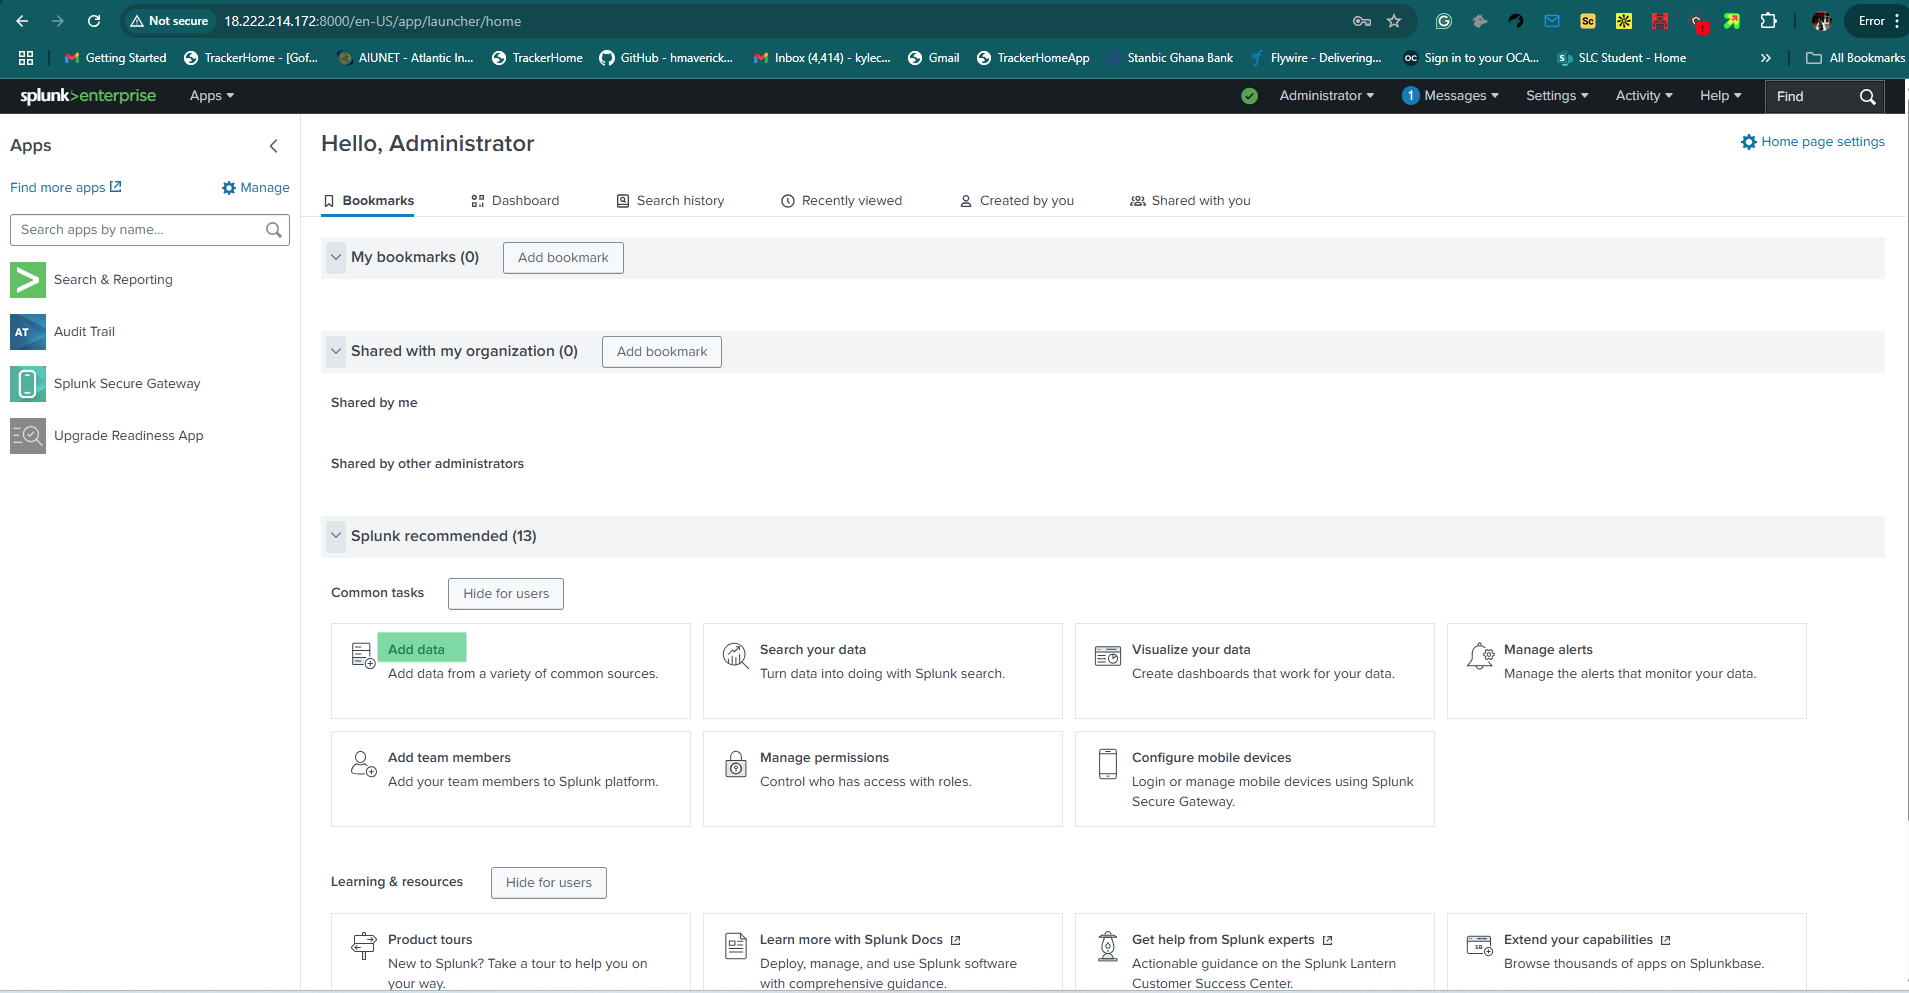 Not secure 18.222.214.172:8000/en-US/app/launcher/home Sc Error
Getting Started TrackerHome - [Gof... AIUNET - Atlantic In... TrackerHome GitHub - hmaverick... Inbox (4,414) - kylec... Gmail TrackerHomeApp Stanbic Ghana Bank Flywire - Delivering... OC Sign in to your OCA... SLC Student - Home » All Bookmarks
splunk>enterprise Apps Administrator 1 Messages Settings Activity Help Find
Apps
Find more apps Manage
Search apps by name...
Search & Reporting
AT Audit Trail
Splunk Secure Gateway
Upgrade Readiness App
Hello, Administrator
Home page settings
Bookmarks Dashboard Search history Recently viewed Created by you Shared with you
My bookmarks (0) Add bookmark
Shared with my organization (0) Add bookmark
Shared by me
Shared by other administrators
Splunk recommended (13)
Common tasks Hide for users
Add data
Add data from a variety of common sources.
Search your data
Turn data into doing with Splunk search.
Visualize your data
Create dashboards that work for your data.
Manage alerts
Manage the alerts that monitor your data.
Add team members
Add your team members to Splunk platform.
Manage permissions
Control who has access with roles.
Configure mobile devices
Login or manage mobile devices using Splunk
Secure Gateway.
Learning & resources Hide for users
Product tours
New to Splunk? Take a tour to help you on
your way.
Learn more with Splunk Docs
Deploy, manage, and use Splunk software
with comprehensive guidance.
Get help from Splunk experts
Actionable guidance on the Splunk Lantern
Customer Success Center.
SB Extend your capabilities
Browse thousands of apps on Splunkbase.